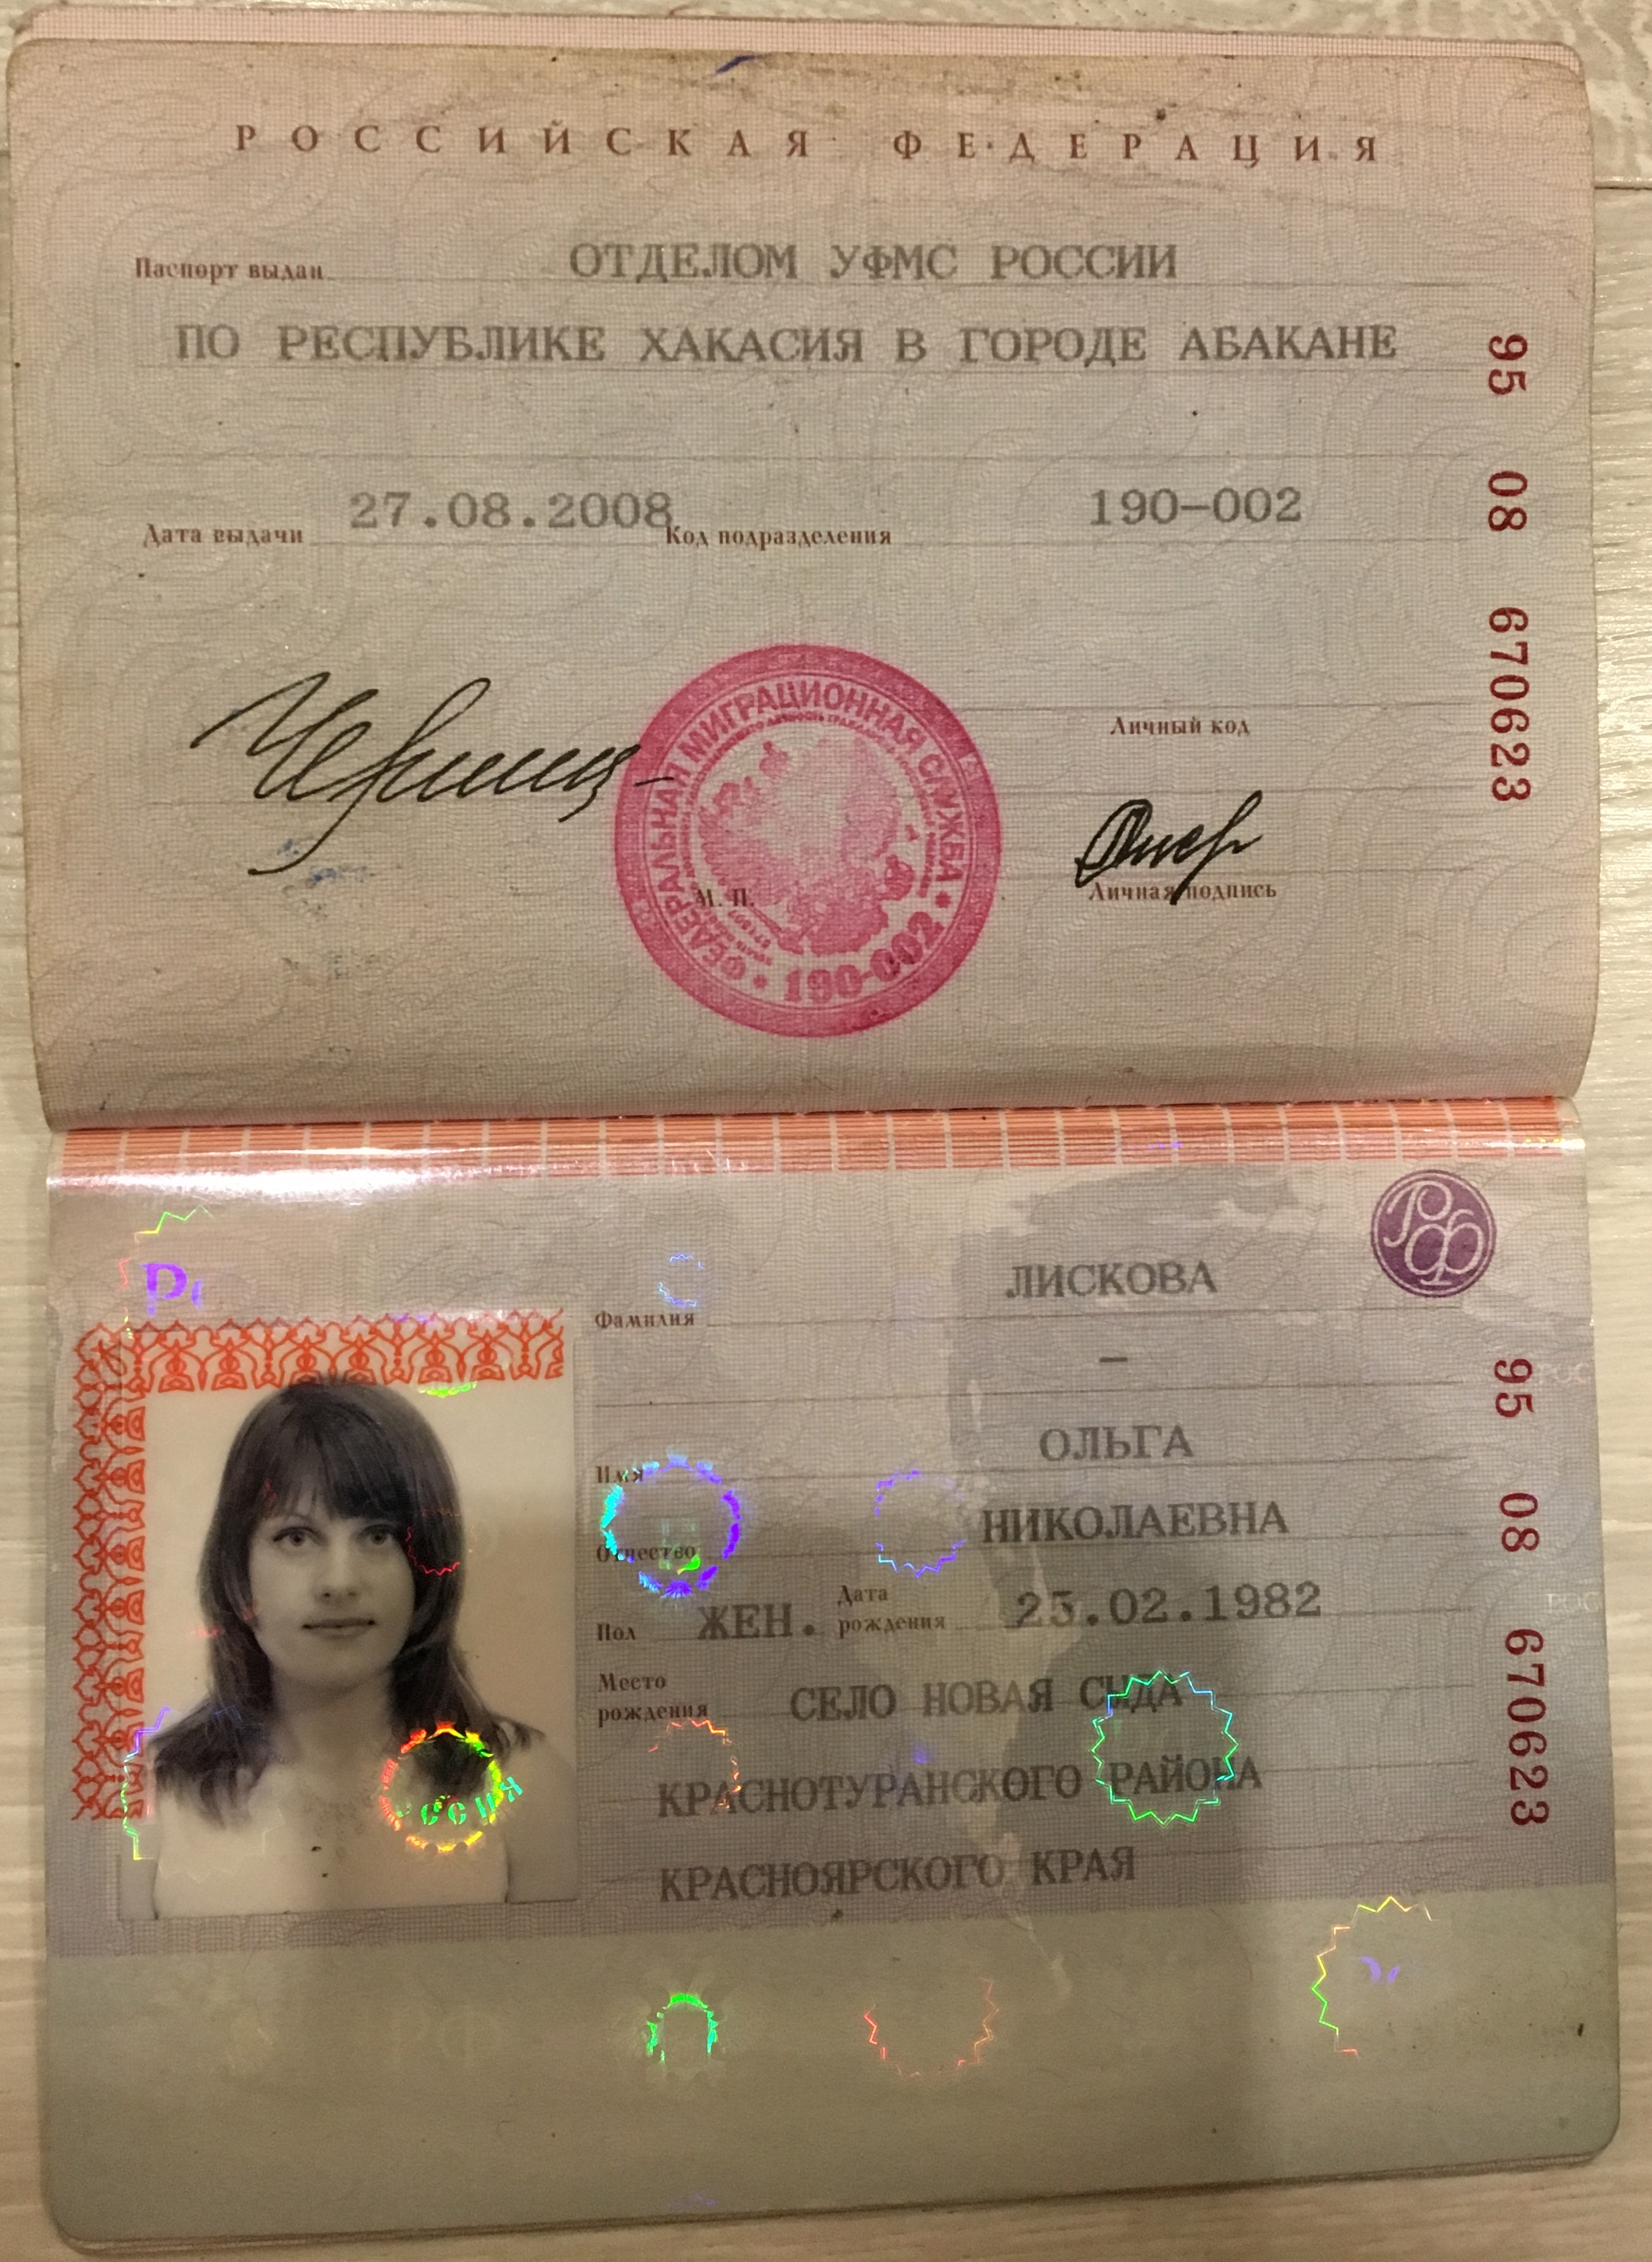 РОССИЙСКАЯ ФЕДЕРАЦИЯ
Паспорт выдан ОТДЕЛОМ УФМС РОССИИ
ПО РЕСПУБЛИКЕ ХАКАСИЯ В ГОРОДЕ АБАКАНЕ
Дата выдачи 27.08.2008 Код подразделения 190-002
95 08 670623
ФЕДЕРАЛЬНАЯ МИГРАЦИОННАЯ СЛУЖБА
190-002
М. П.
Личный код
Личная подпись
РФ
ЛИСКОВА
Фамилия
–
ОЛЬГА
Имя
НИКОЛАЕВНА
Отчество
Пол ЖЕН. Дата рождения 25.02.1982
Место рождения СЕЛО НОВАЯ СЫДА
КРАСНОТУРАНСКОГО РАЙОНА
КРАСНОЯРСКОГО КРАЯ
95 08 670623